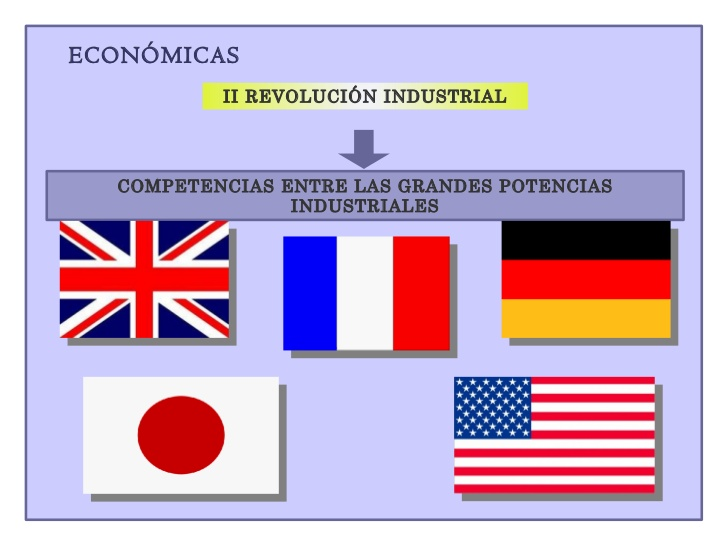 ECONÓMICAS
II REVOLUCIÓN INDUSTRIAL
COMPETENCIAS ENTRE LAS GRANDES POTENCIAS
INDUSTRIALES